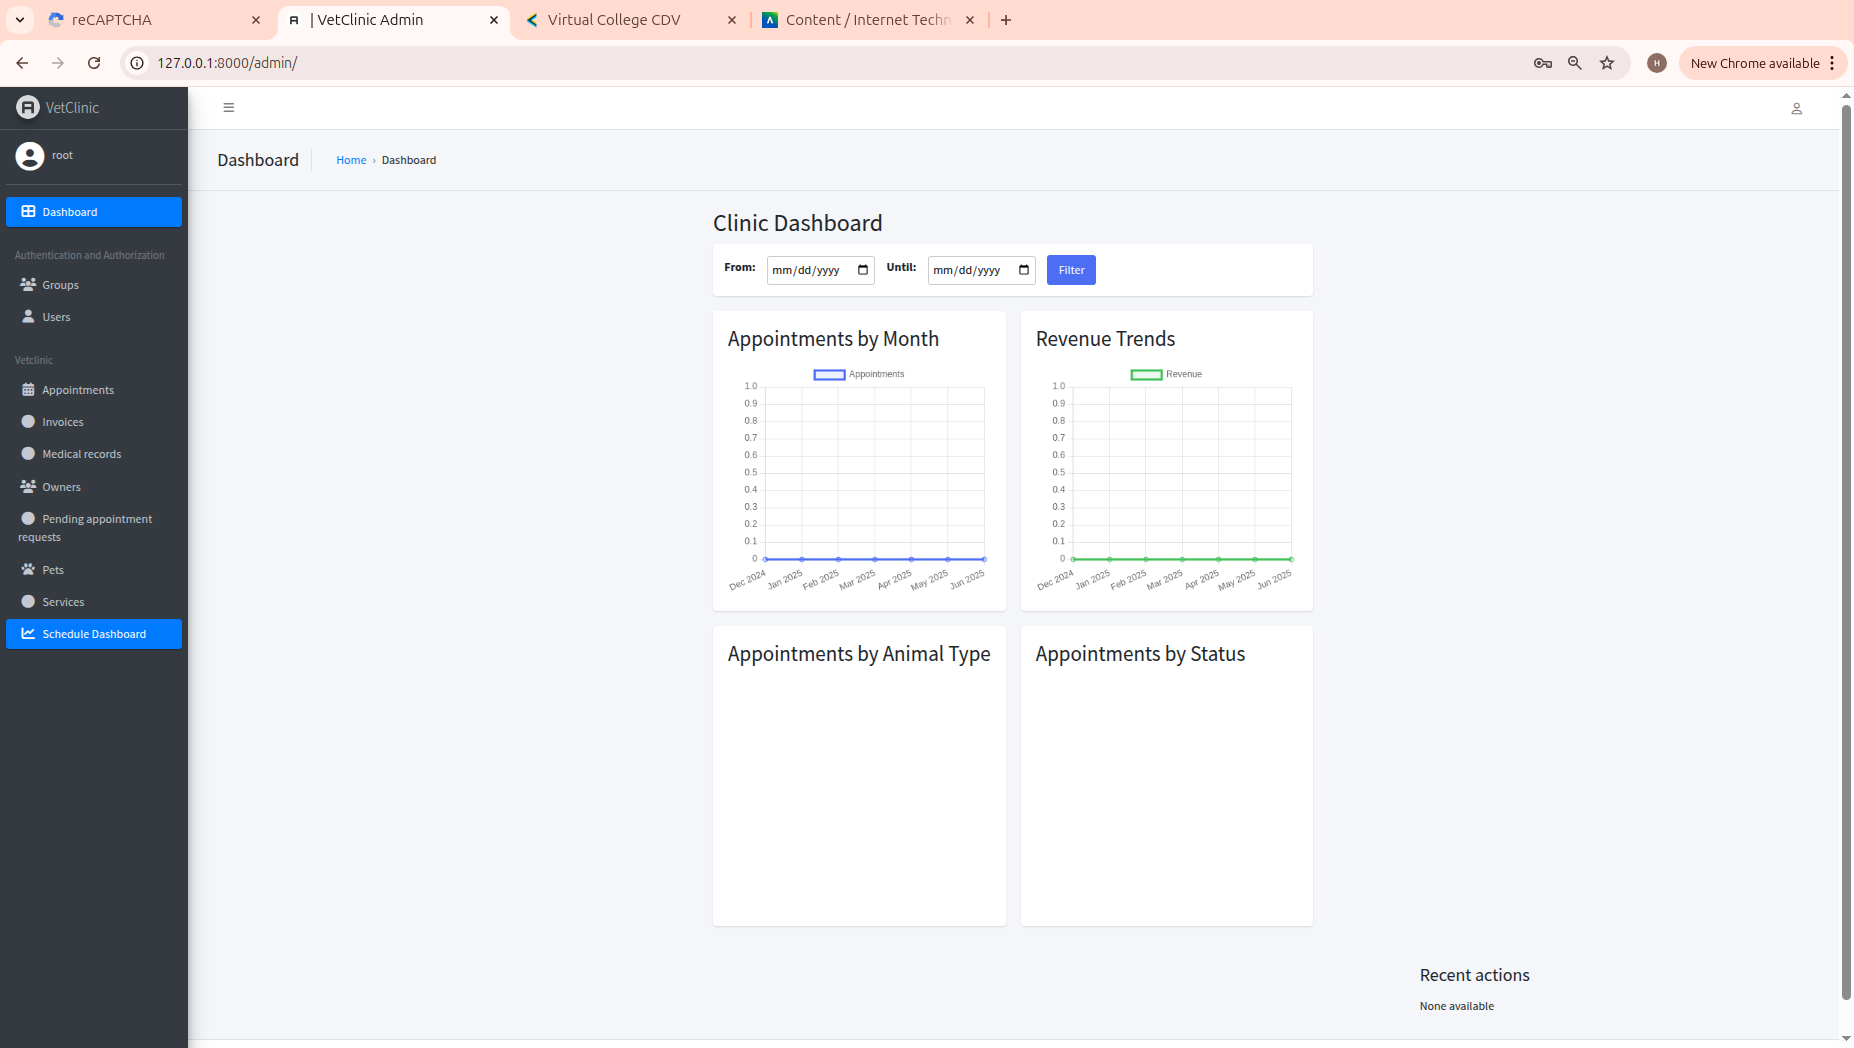 reCAPTCHA
| VetClinic Admin
Virtual College CDV
Content / Internet Techn
127.0.0.1:8000/admin/
H
New Chrome available
VetClinic
root
Dashboard
Authentication and Authorization
Groups
Users
Vetclinic
Appointments
Invoices
Medical records
Owners
Pending appointment
requests
Pets
Services
Schedule Dashboard
Dashboard
Home › Dashboard
Clinic Dashboard
From: mm/dd/yyyy Until: mm/dd/yyyy Filter
Appointments by Month
Appointments
1.0
0.9
0.8
0.7
0.6
0.5
0.4
0.3
0.2
0.1
0
Dec 2024 Jan 2025 Feb 2025 Mar 2025 Apr 2025 May 2025 Jun 2025
Revenue Trends
Revenue
1.0
0.9
0.8
0.7
0.6
0.5
0.4
0.3
0.2
0.1
0
Dec 2024 Jan 2025 Feb 2025 Mar 2025 Apr 2025 May 2025 Jun 2025
Appointments by Animal Type
Appointments by Status
Recent actions
None available